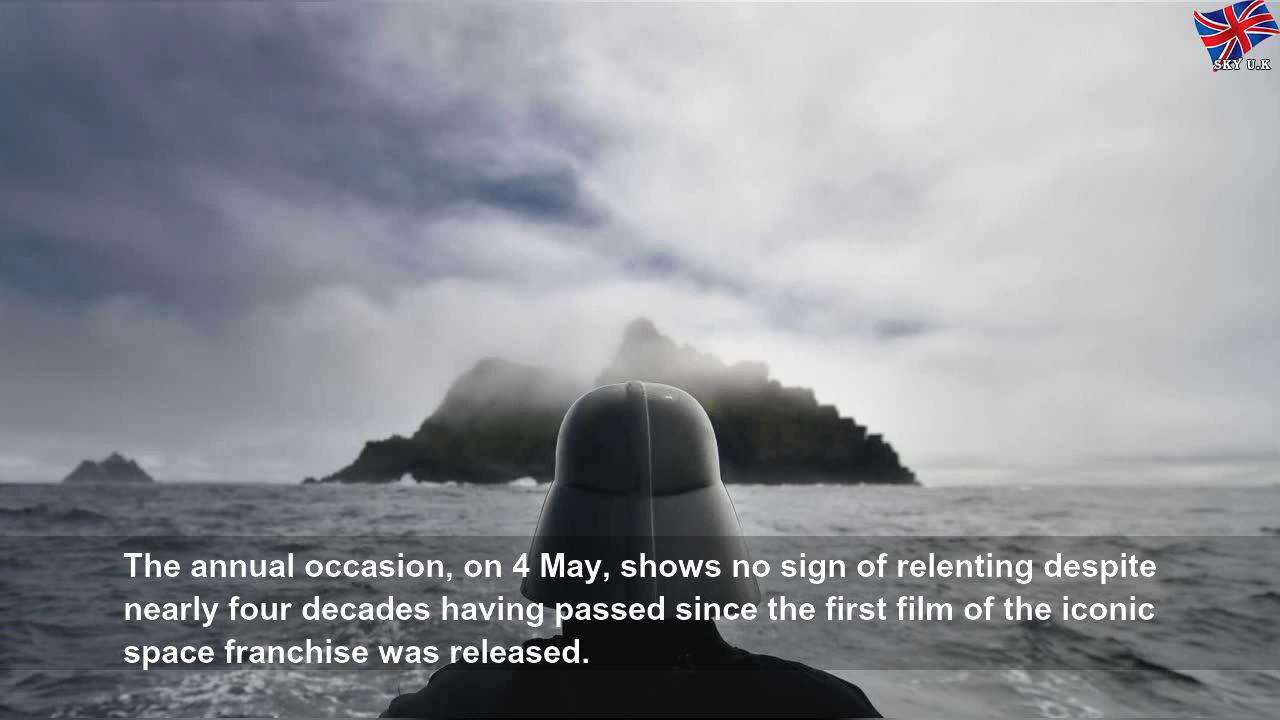 SKY U.K
The annual occasion, on 4 May, shows no sign of relenting despite
nearly four decades having passed since the first film of the iconic
space franchise was released.